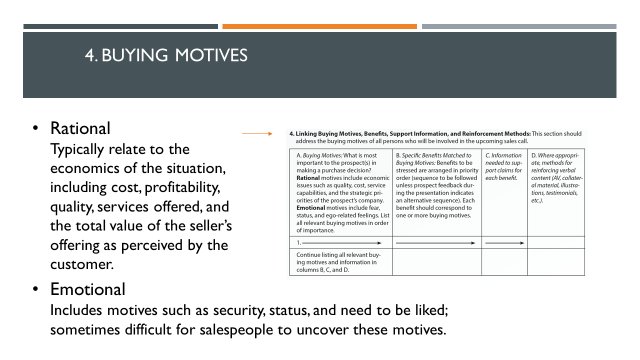 4. BUYING MOTIVES
• Rational
Typically relate to the
economics of the situation,
including cost, profitability,
quality, services offered, and
the total value of the seller's
offering as perceived by the
customer.
• Emotional
Includes motives such as security, status, and need to be liked;
sometimes difficult for salespeople to uncover these motives.
4. Linking Buying Motives, Benefits, Support Information, and Reinforcement Methods: This section should
address the buying motives of all persons who will be involved in the upcoming sales call.
A. Buying Motives: What is most
important to the prospect(s) in
making a purchase decision?
Rational motives include economic
issues such as quality, cost, service
capabilities, and the strategic pri-
orities of the prospect's company.
Emotional motives include fear,
status, and ego-related feelings. List
all relevant buying motives in order
of importance.
B. Specific Benefits Matched to
Buying Motives: Benefits to be
stressed are arranged in priority
order (sequence to be followed
unless prospect feedback dur-
ing the presentation indicates
an alternative sequence). Each
benefit should correspond to
one or more buying motives.
C. Information
needed to sup-
port claims for
each benefit.
D. Where appropri-
ate, methods for
reinforcing verbal
content (AV, collater-
al material, illustra-
tions, testimonials,
etc.).
1.
Continue listing all relevant buy-
ing motives and information in
columns B, C, and D.